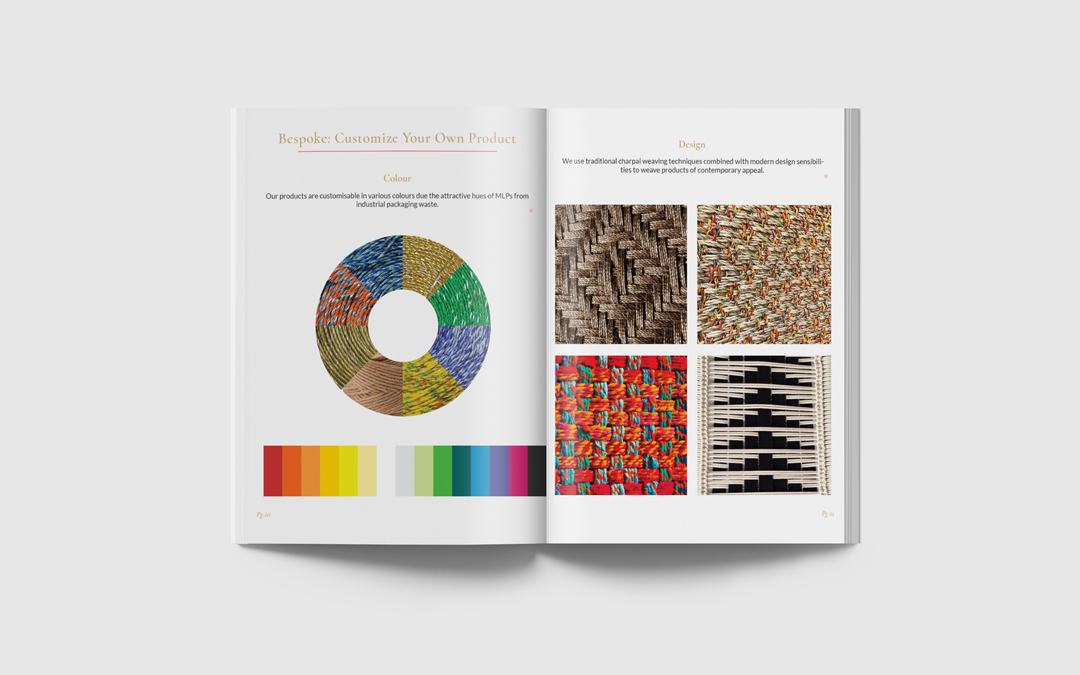 Bespoke: Customize Your Own Product
Colour
Our products are customisable in various colours due the attractive hues of MLPs from
industrial packaging waste.
Pg
Design
We use traditional charpai weaving techniques combined with modern design sensibili-
ties to weave products of contemporary appeal.
Pg